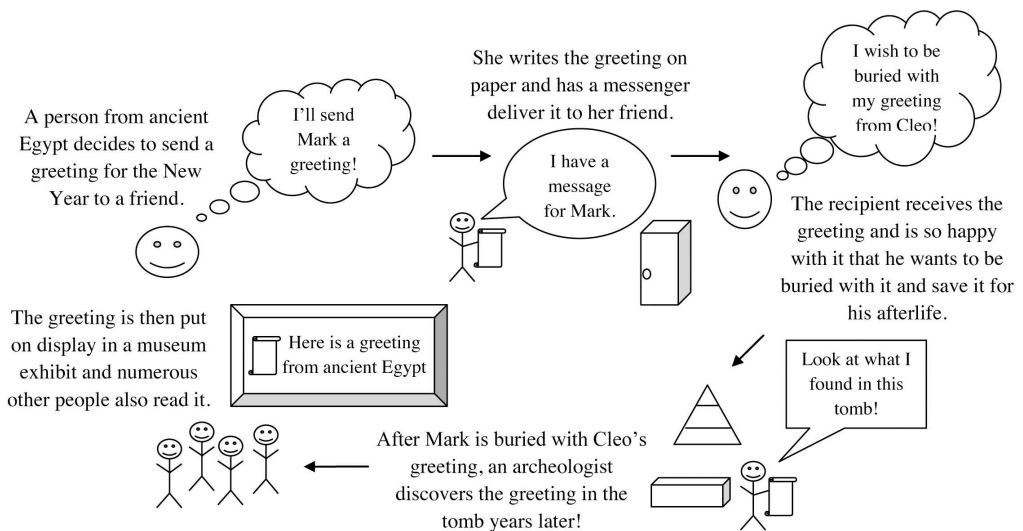 A person from ancient
Egypt decides to send a
greeting for the New
Year to a friend.
I’ll send
Mark a
greeting!
She writes the greeting on
paper and has a messenger
deliver it to her friend.
I have a
message
for Mark.
I wish to be
buried with
my greeting
from Cleo!
The recipient receives the
greeting and is so happy
with it that he wants to be
buried with it and save it for
his afterlife.
Look at what I
found in this
tomb!
After Mark is buried with Cleo’s
greeting, an archeologist
discovers the greeting in the
tomb years later!
The greeting is then put
on display in a museum
exhibit and numerous
other people also read it.
Here is a greeting
from ancient Egypt